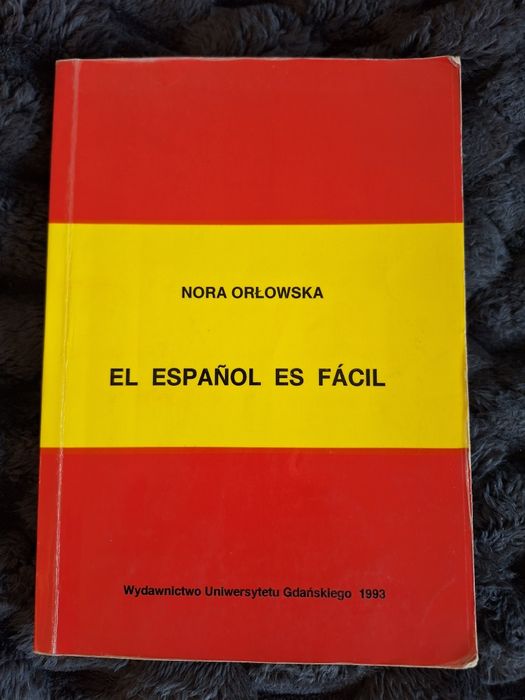 NORA ORŁOWSKA
EL ESPAÑOL ES FÁCIL
Wydawnictwo Uniwersytetu Gdańskiego 1993